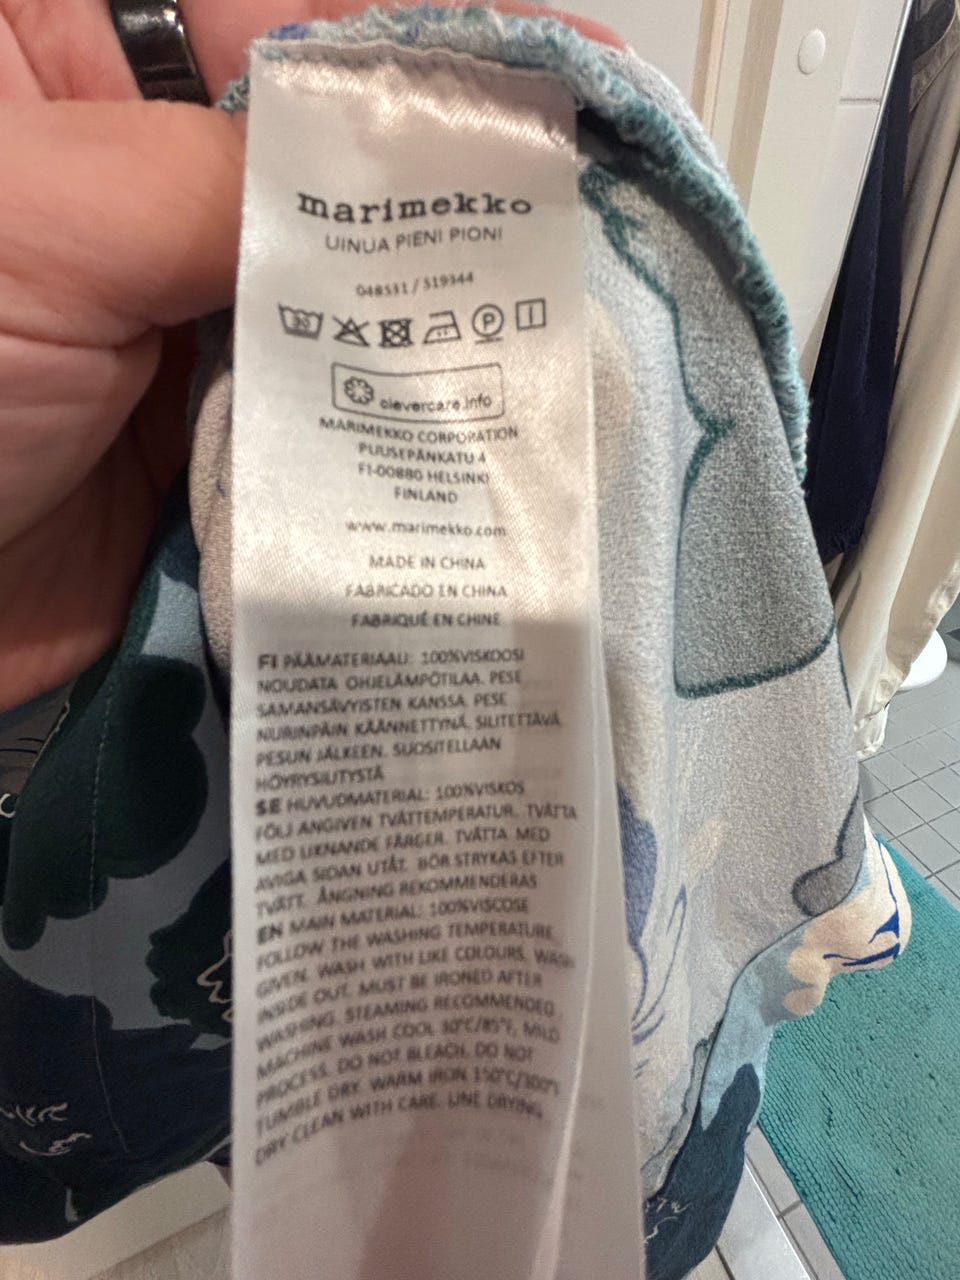 marimekko
UINUA PIENI PIONI
048531 / 519344
30 P
clevercare.info
MARIMEKKO CORPORATION
PUUSEPÄNKATU 4
FI-00880 HELSINKI
FINLAND
www.marimekko.com
MADE IN CHINA
FABRICADO EN CHINA
FABRIQUÉ EN CHINE
FI PÄÄMATERIAALI: 100%VISKOOSI
NOUDATA OHJELÄMPÖTILAA. PESE
SAMANSÄVYISTEN KANSSA. PESE
NURINPÄIN KÄÄNNETTYNÄ. SILITETTÄVÄ
PESUN JÄLKEEN. SUOSITELLAAN
HÖYRYSILITYSTÄ
SE HUVUDMATERIAL: 100%VISKOS
FÖLJ ANGIVEN TVÄTTEMPERATUR. TVÄTTA
MED LIKNANDE FÄRGER. TVÄTTA MED
AVIGA SIDAN UTÅT. BÖR STRYKAS EFTER
TVÄTT. ÅNGNING REKOMMENDERAS
EN MAIN MATERIAL: 100%VISCOSE
FOLLOW THE WASHING TEMPERATURE
GIVEN. WASH WITH LIKE COLOURS. WASH
INSIDE OUT. MUST BE IRONED AFTER
WASHING. STEAMING RECOMMENDED
MACHINE WASH COOL 30°C/85°F, MILD
PROCESS. DO NOT BLEACH. DO NOT
TUMBLE DRY. WARM IRON 150°C/300°F
DRY CLEAN WITH CARE. LINE DRYING.